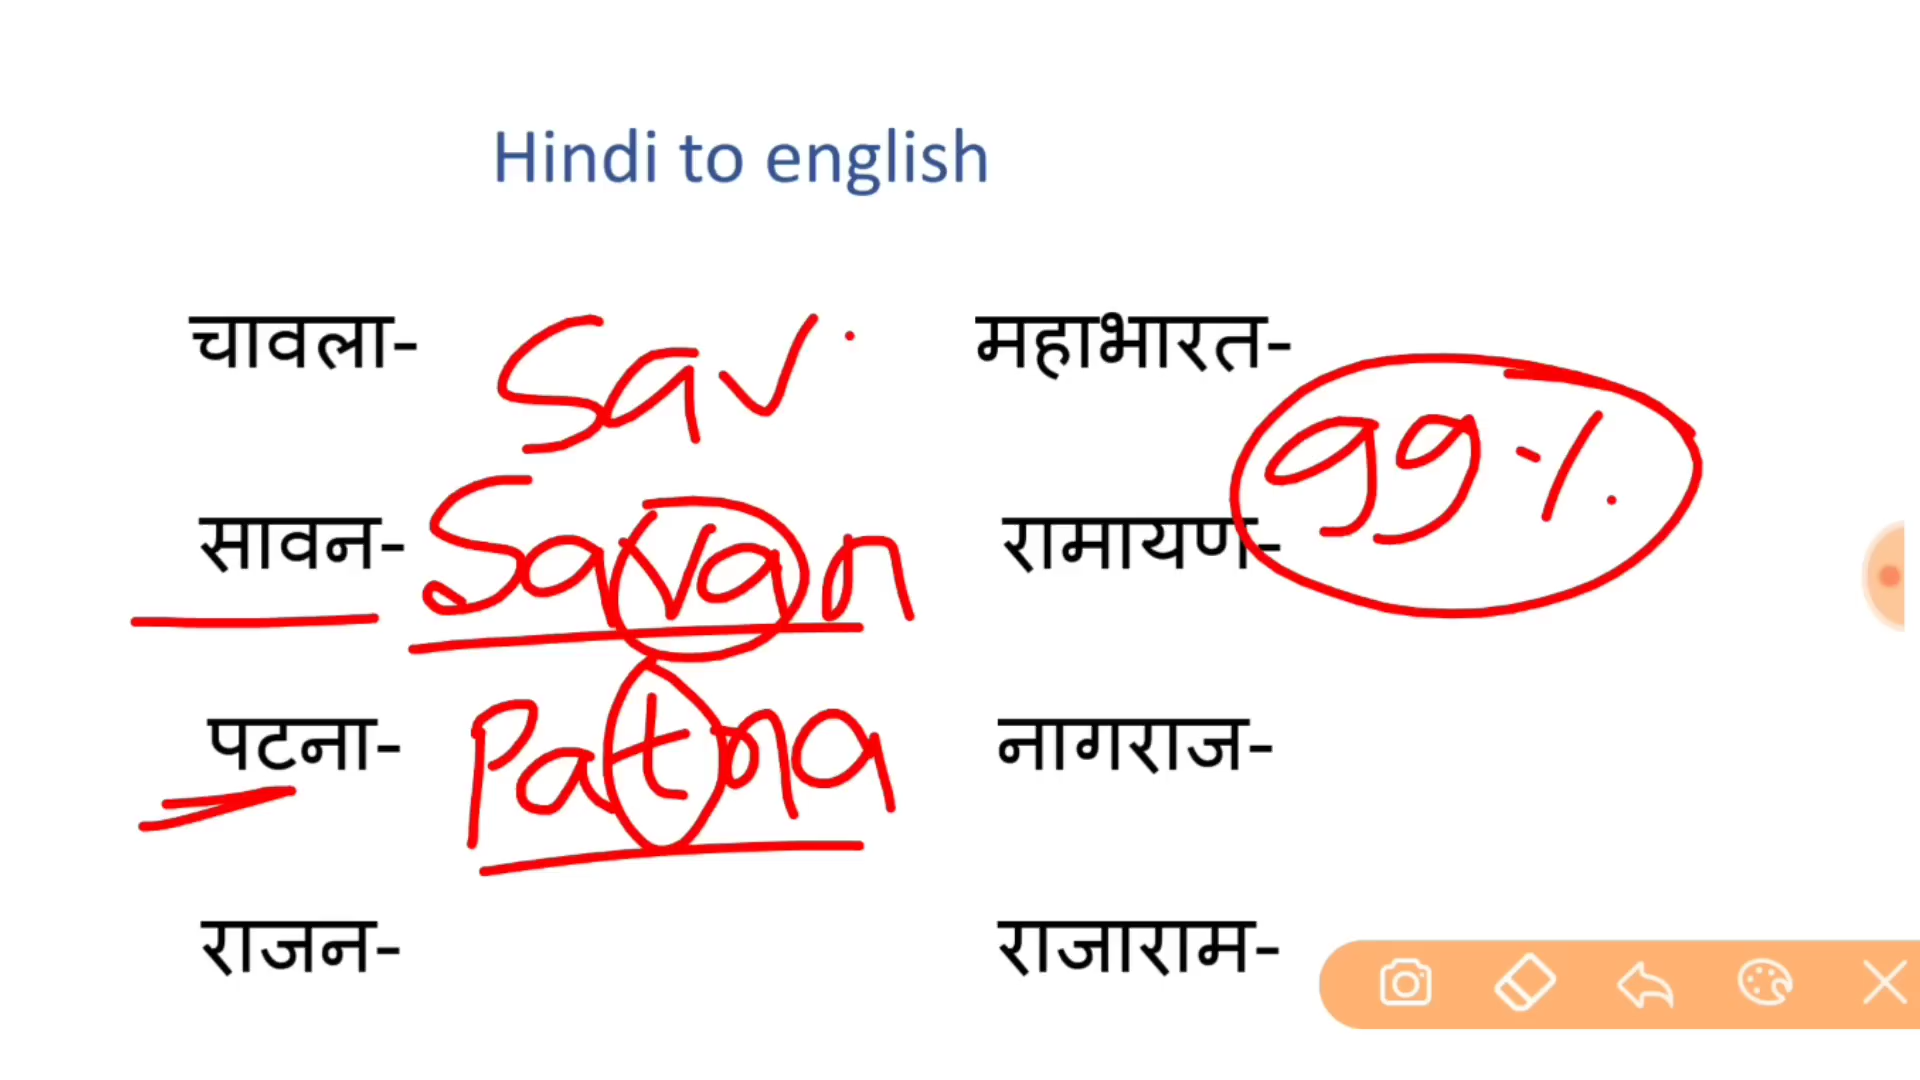 Hindi to english
चावला- Sav महाभारत-
99%
सावन- Savan रामायण-
पटना- Patna नागराज-
राजन- राजाराम-